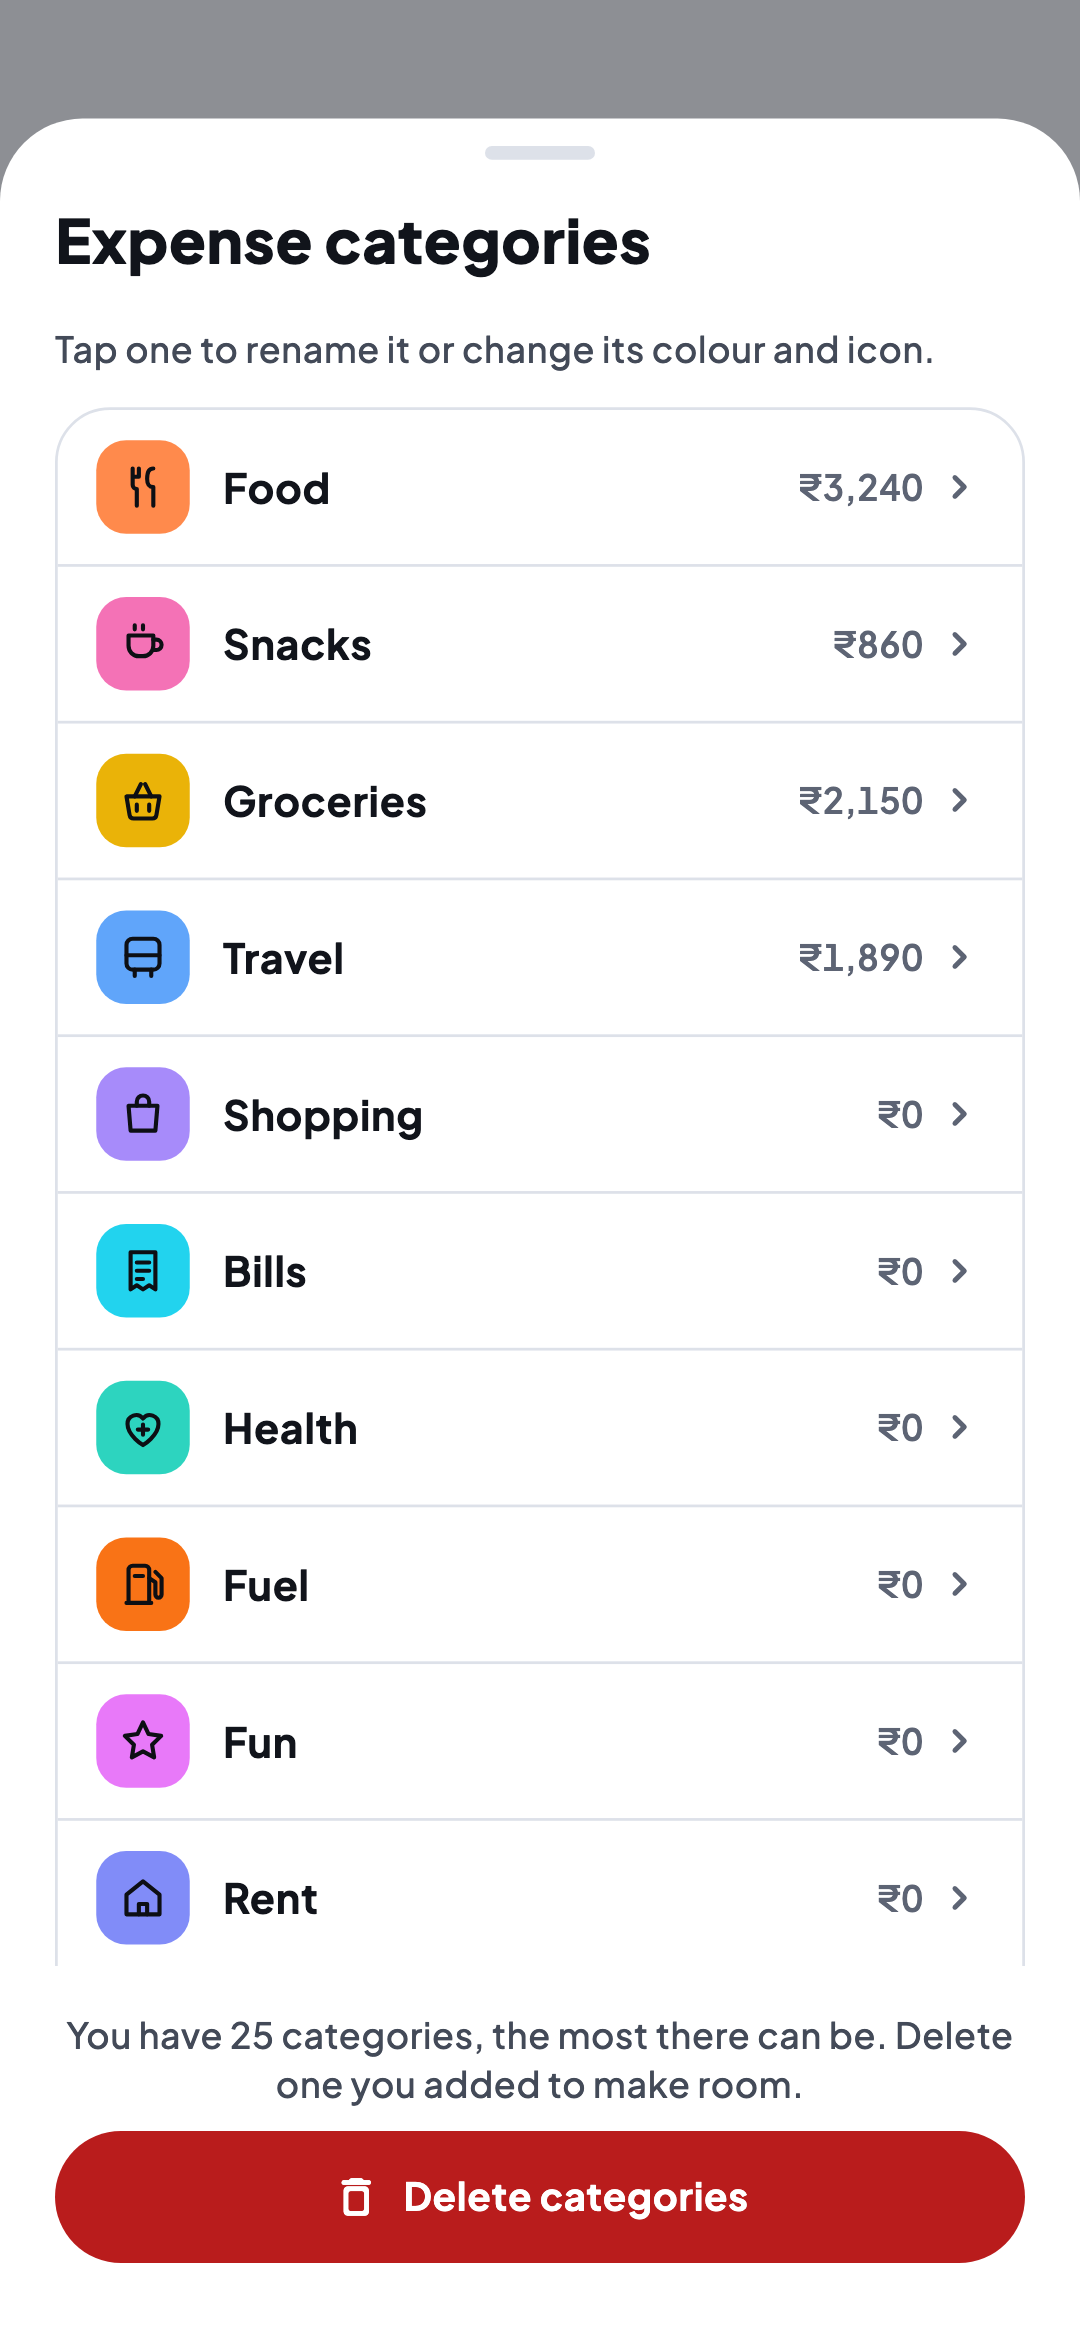 Expense categories
Tap one to rename it or change its colour and icon.
Food ₹3,240
Snacks ₹860
Groceries ₹2,150
Travel ₹1,890
Shopping ₹0
Bills ₹0
Health ₹0
Fuel ₹0
Fun ₹0
Rent ₹0
You have 25 categories, the most there can be. Delete
one you added to make room.
Delete categories